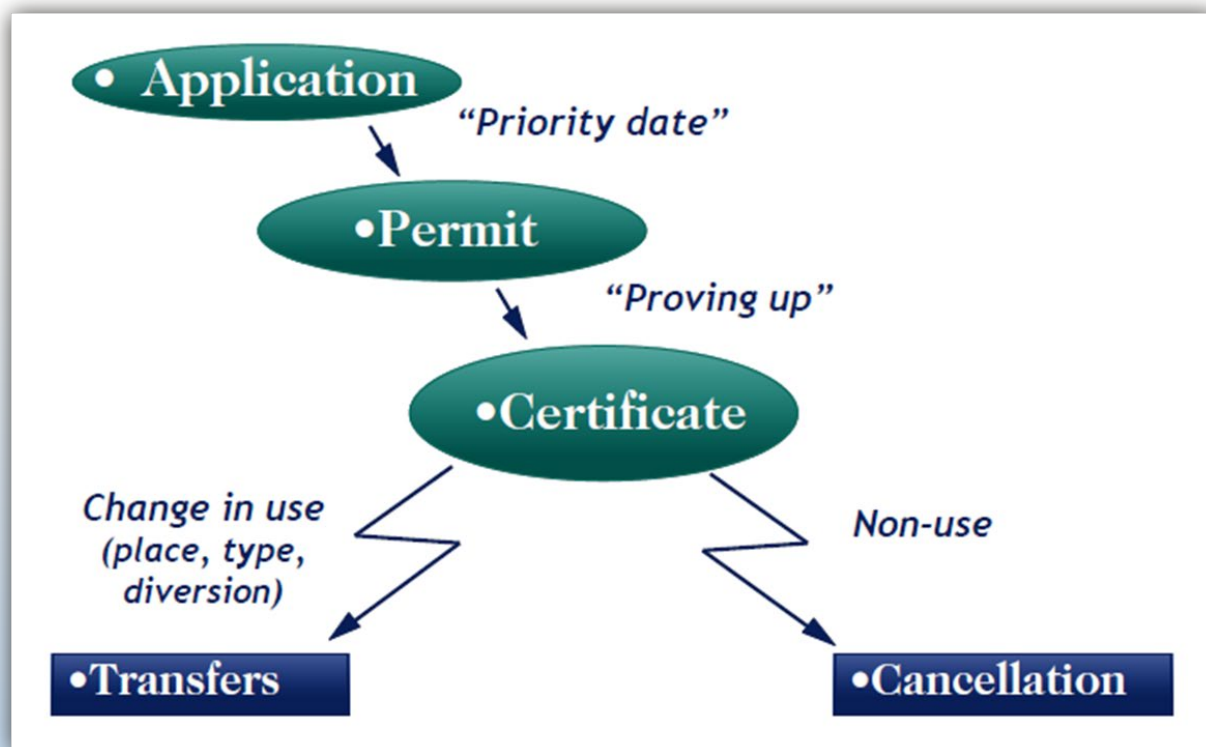 • Application
“Priority date”
•Permit
“Proving up”
•Certificate
Change in use
(place, type,
diversion)
Non-use
•Transfers
•Cancellation